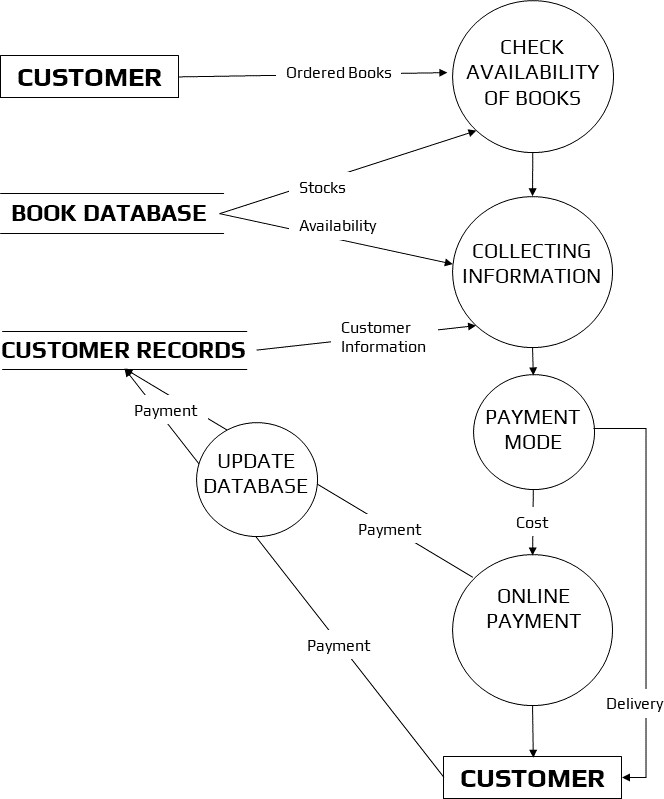 CHECK
AVAILABILITY
OF BOOKS
CUSTOMER
Ordered Books
Stocks
BOOK DATABASE
Availability
COLLECTING
INFORMATION
Customer
Information
CUSTOMER RECORDS
Payment
PAYMENT
MODE
UPDATE
DATABASE
Cost
Payment
ONLINE
PAYMENT
Payment
Delivery
CUSTOMER